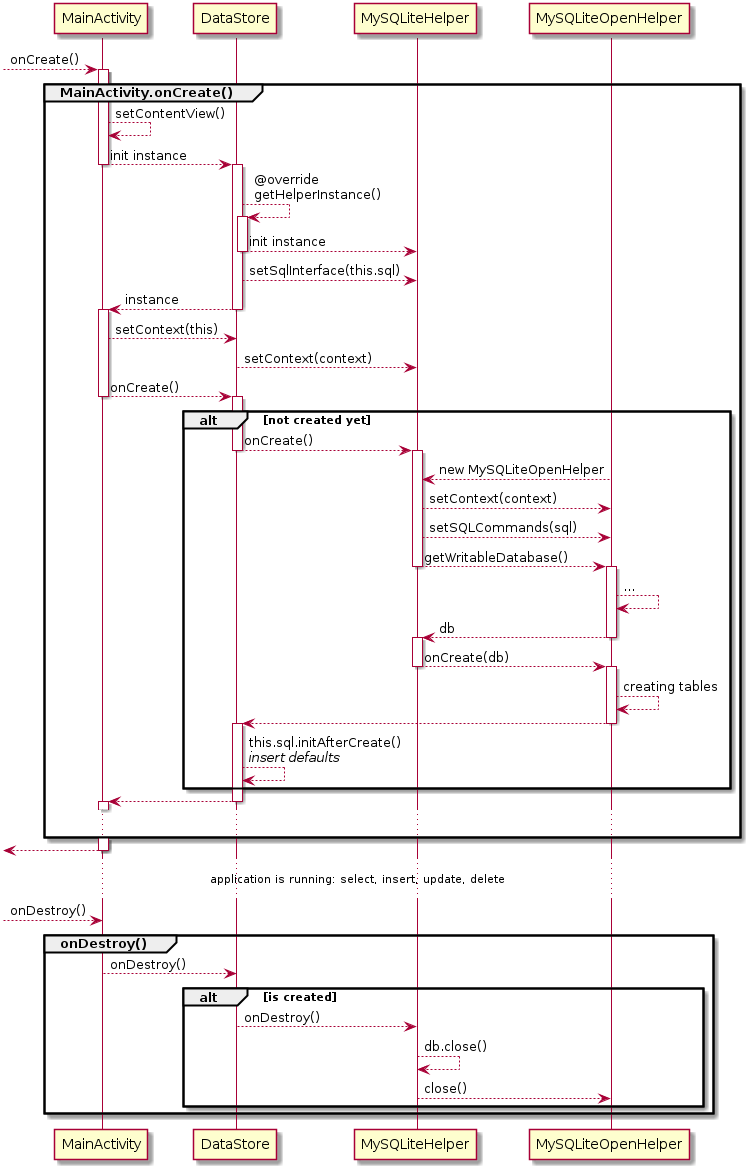 MainActivity DataStore MySQLiteHelper MySQLiteOpenHelper
onCreate()
MainActivity.onCreate()
setContentView()
init instance
@override
getHelperInstance()
init instance
setSqlInterface(this.sql)
instance
setContext(this)
setContext(context)
onCreate()
alt [not created yet]
onCreate()
new MySQLiteOpenHelper
setContext(context)
setSQLCommands(sql)
getWritableDatabase()
...
db
onCreate(db)
creating tables
this.sql.initAfterCreate()
insert defaults
application is running: select, insert, update, delete
onDestroy()
onDestroy()
onDestroy()
alt [is created]
onDestroy()
db.close()
close()
MainActivity DataStore MySQLiteHelper MySQLiteOpenHelper